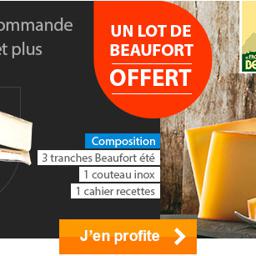 ommande
et plus
UN LOT DE
BEAUFORT
OFFERT
Composition
3 tranches Beaufort été
1 couteau inox
1 cahier recettes
J'en profite